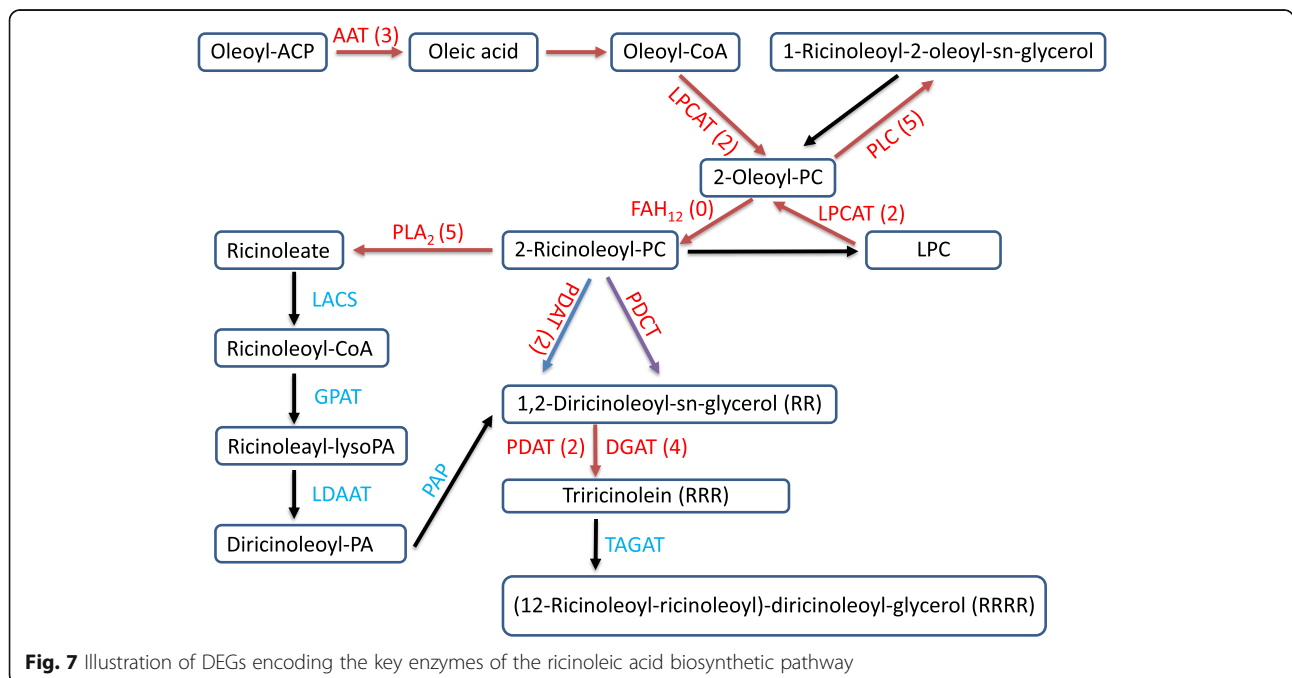 AAT (3)
Oleoyl-ACP
Oleic acid
Oleoyl-CoA
1-Ricinoleoyl-2-oleoyl-sn-glycerol
LPCAT (2)
PLC (5)
2-Oleoyl-PC
FAH12 (0)
LPCAT (2)
PLA2 (5)
Ricinoleate
2-Ricinoleoyl-PC
LPC
LACS
PDAT (2)
PDCT
Ricinoleoyl-CoA
GPAT
1,2-Diricinoleoyl-sn-glycerol (RR)
Ricinoleayl-lysoPA
PDAT (2)
DGAT (4)
PAP
LDAAT
Triricinolein (RRR)
Diricinoleoyl-PA
TAGAT
(12-Ricinoleoyl-ricinoleoyl)-diricinoleoyl-glycerol (RRRR)
Fig. 7 Illustration of DEGs encoding the key enzymes of the ricinoleic acid biosynthetic pathway